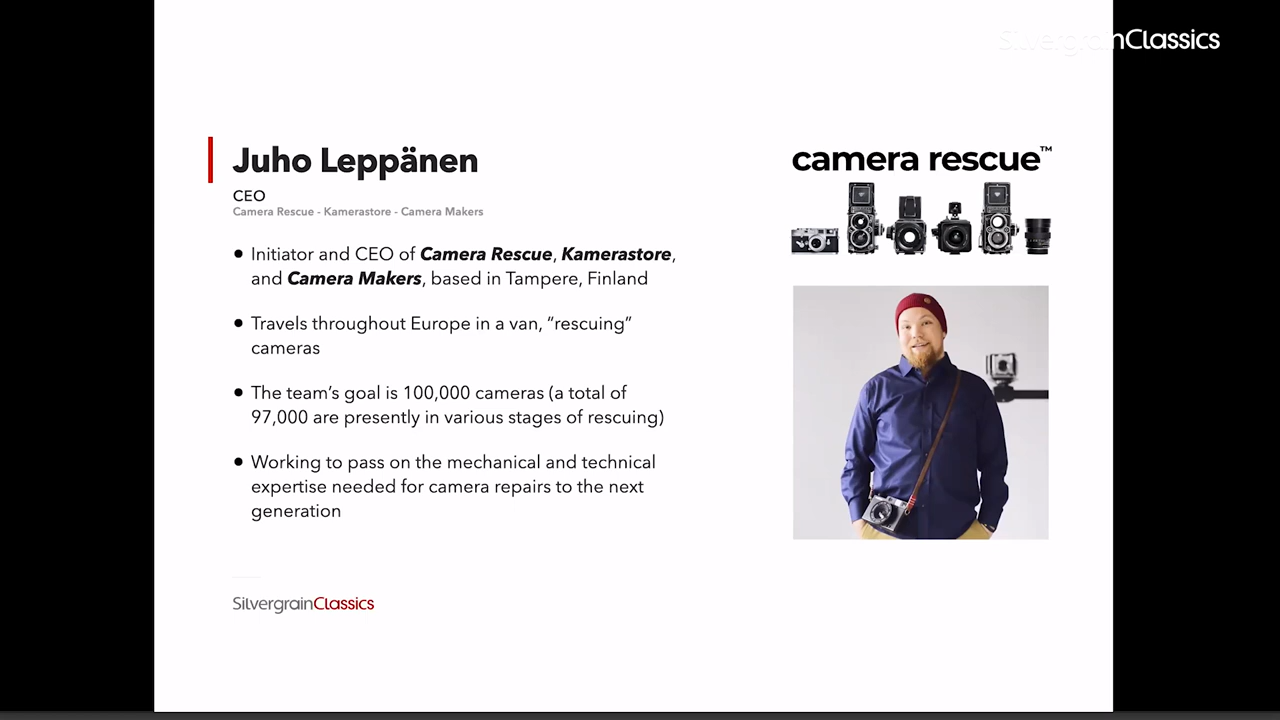 SilvergrainClassics
Juho Leppänen
CEO
Camera Rescue - Kamerastore - Camera Makers
● Initiator and CEO of Camera Rescue, Kamerastore,
and Camera Makers, based in Tampere, Finland
● Travels throughout Europe in a van, “rescuing”
cameras
● The team’s goal is 100,000 cameras (a total of
97,000 are presently in various stages of rescuing)
● Working to pass on the mechanical and technical
expertise needed for camera repairs to the next
generation
camera rescue™
SilvergrainClassics